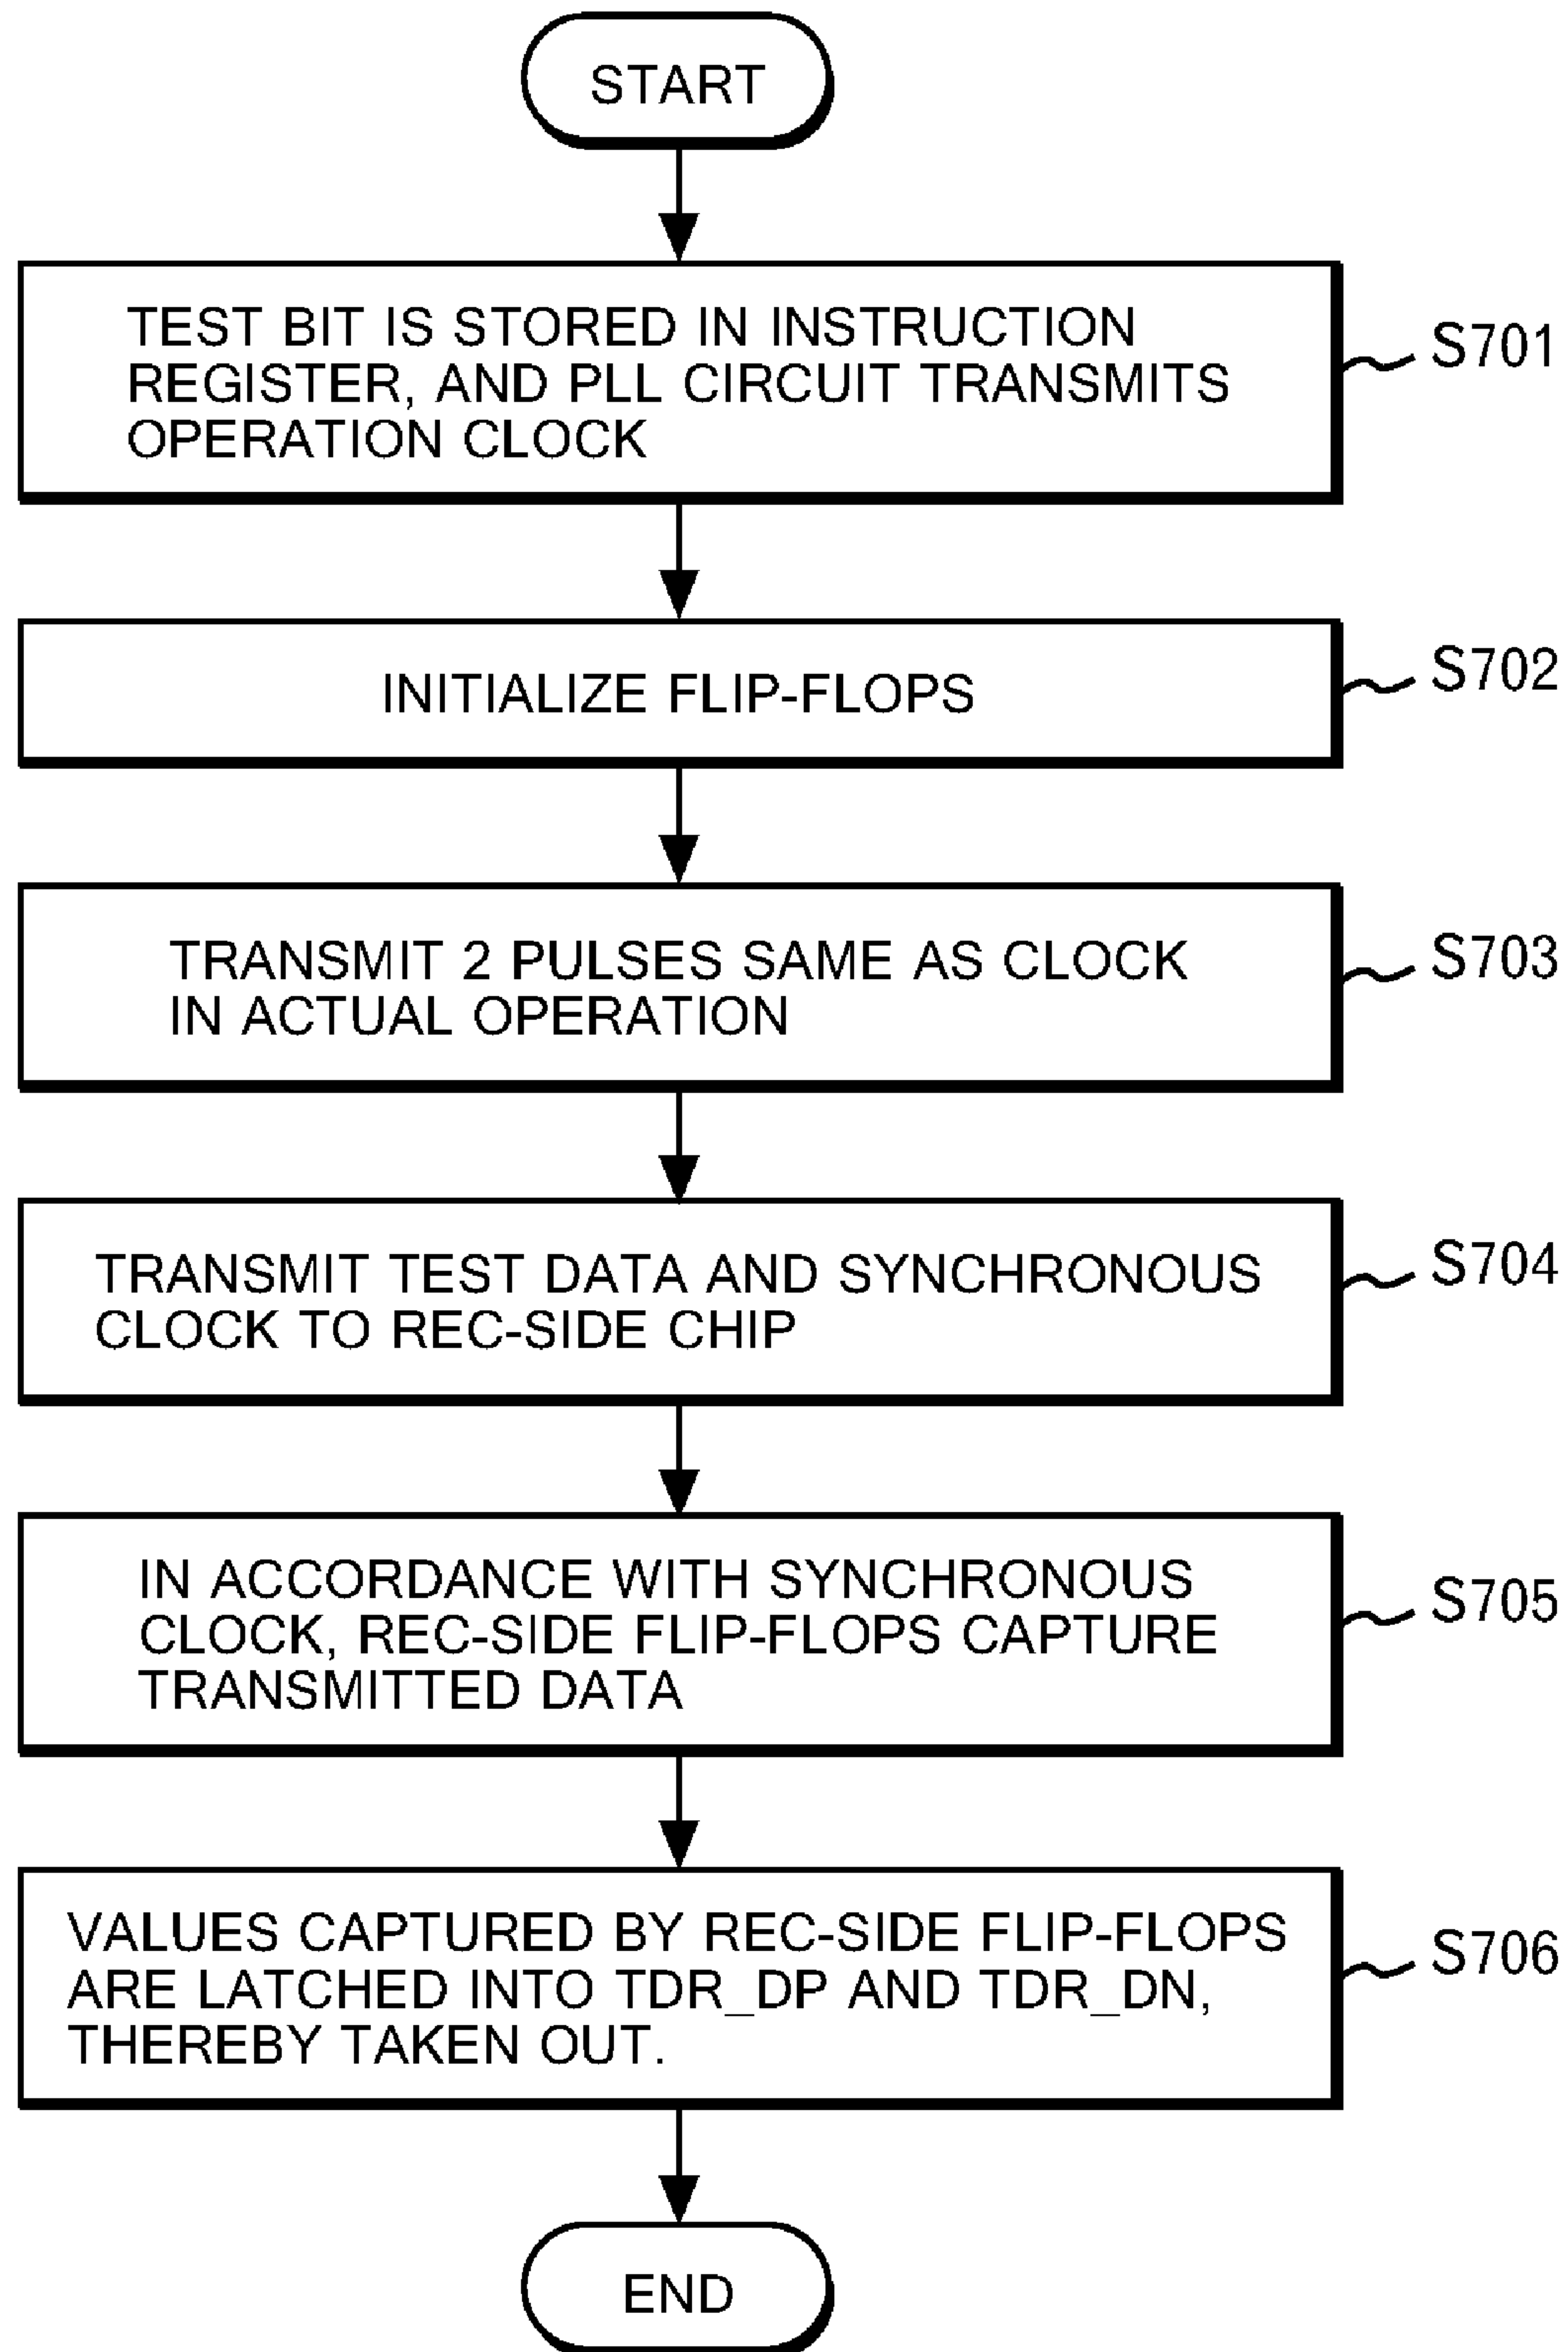 START
TEST BIT IS STORED IN INSTRUCTION
REGISTER, AND PLL CIRCUIT TRANSMITS
OPERATION CLOCK
S701
INITIALIZE FLIP-FLOPS
S702
TRANSMIT 2 PULSES SAME AS CLOCK
IN ACTUAL OPERATION
S703
TRANSMIT TEST DATA AND SYNCHRONOUS
CLOCK TO REC-SIDE CHIP
S704
IN ACCORDANCE WITH SYNCHRONOUS
CLOCK, REC-SIDE FLIP-FLOPS CAPTURE
TRANSMITTED DATA
S705
VALUES CAPTURED BY REC-SIDE FLIP-FLOPS
ARE LATCHED INTO TDR_DP AND TDR_DN,
THEREBY TAKEN OUT.
S706
END